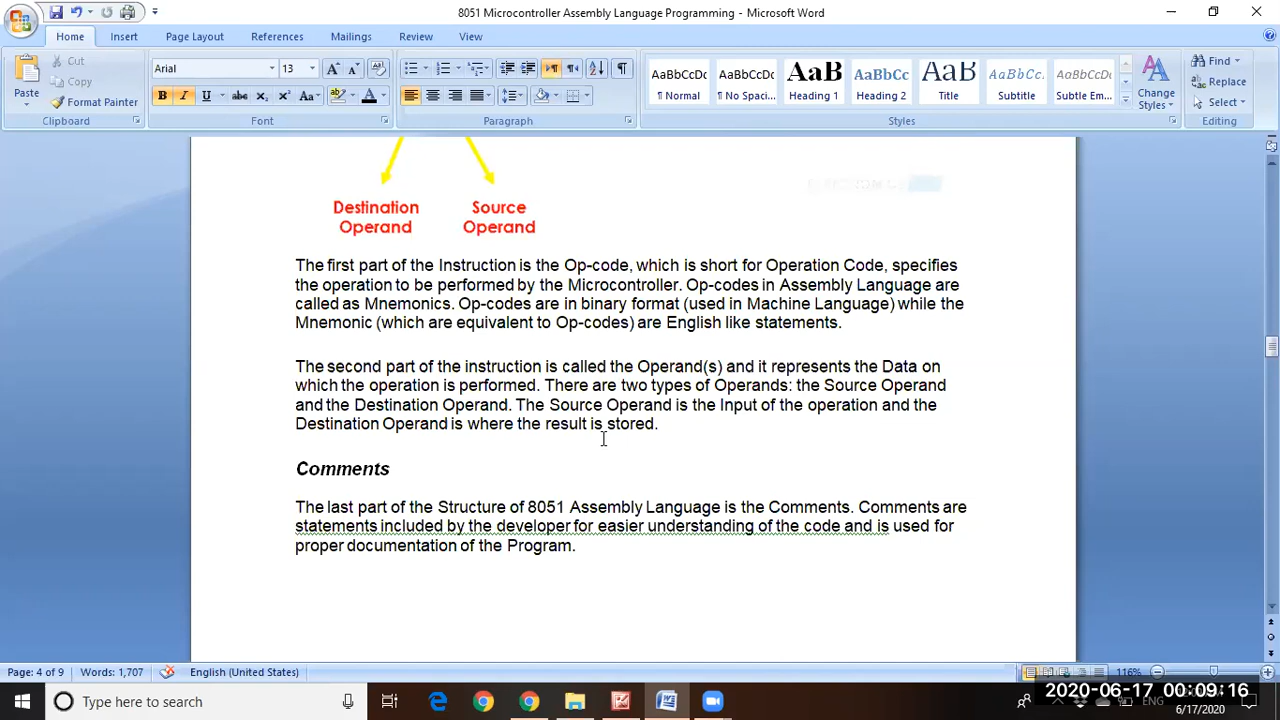 8051 Microcontroller Assembly Language Programming - Microsoft Word
Home Insert Page Layout References Mailings Review View
Paste
Cut
Copy
Format Painter
Clipboard
Arial 13
Font
Paragraph
AaBbCcDc AaBbCcDc AaB AaBbCc AaB AaBbCc AaBbCcDc
¶ Normal ¶ No Spaci... Heading 1 Heading 2 Title Subtitle Subtle Em...
Change Styles
Styles
Find
Replace
Select
Editing
Destination Source
Operand Operand
The first part of the Instruction is the Op-code, which is short for Operation Code, specifies
the operation to be performed by the Microcontroller. Op-codes in Assembly Language are
called as Mnemonics. Op-codes are in binary format (used in Machine Language) while the
Mnemonic (which are equivalent to Op-codes) are English like statements.
The second part of the instruction is called the Operand(s) and it represents the Data on
which the operation is performed. There are two types of Operands: the Source Operand
and the Destination Operand. The Source Operand is the Input of the operation and the
Destination Operand is where the result is stored.
Comments
The last part of the Structure of 8051 Assembly Language is the Comments. Comments are
statements included by the developer for easier understanding of the code and is used for
proper documentation of the Program.
Page: 4 of 9 Words: 1,707 English (United States) 116%
Type here to search
ENG
2020-06-17 00:09:16
6/17/2020